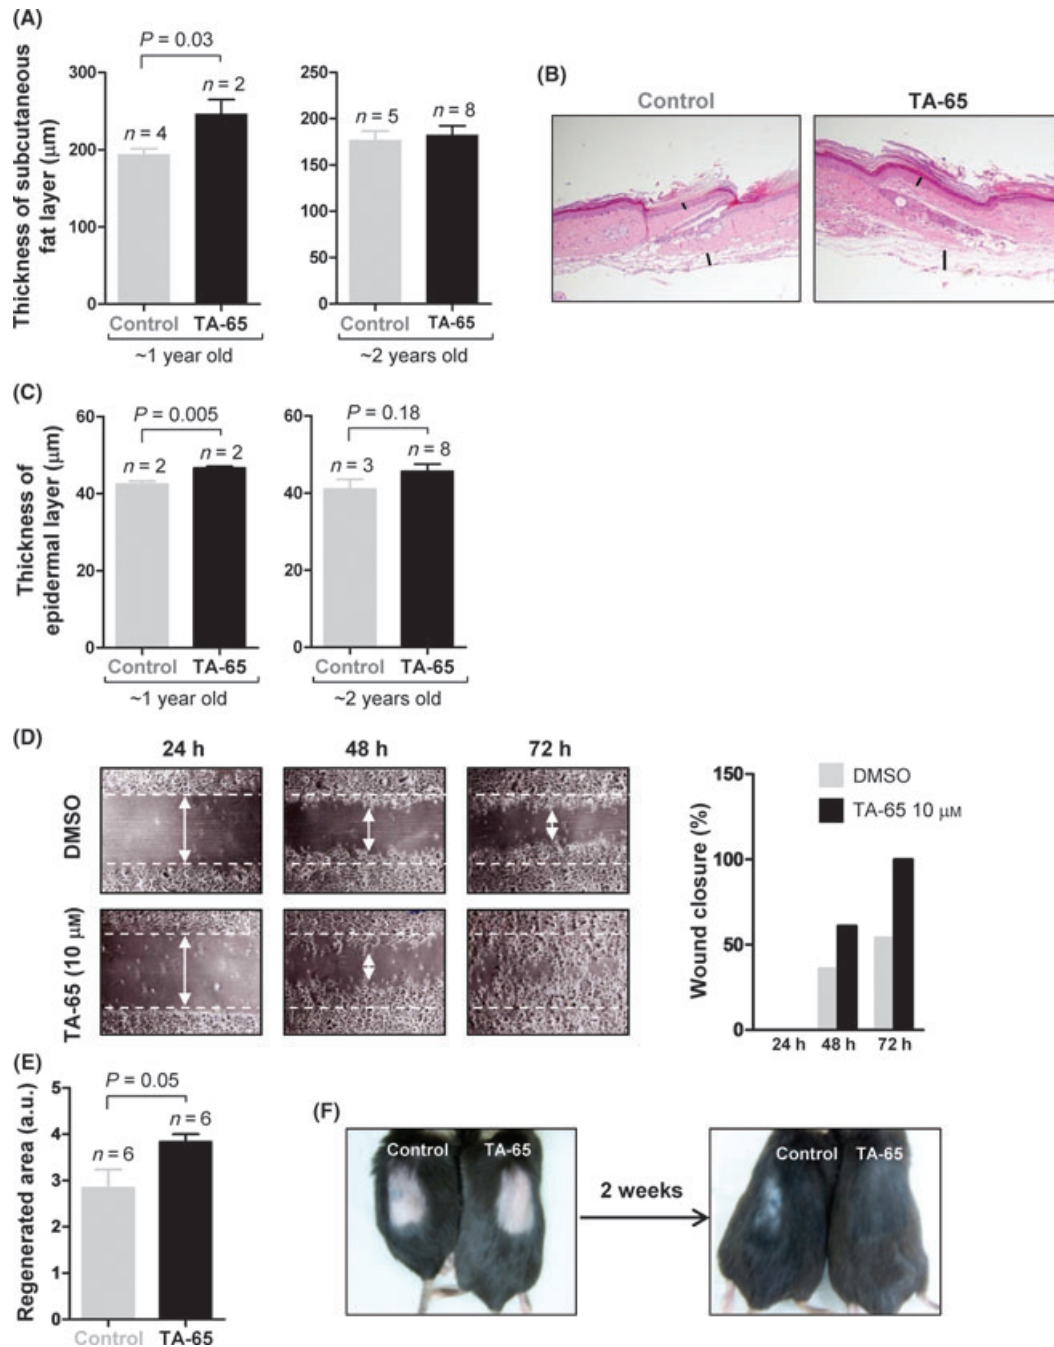 (A)
Thickness of subcutaneous
fat layer (μm)
P = 0.03
300
200
100
0
n = 4
n = 2
Control
TA-65
~1 year old
250
200
150
100
50
0
n = 5
n = 8
Control
TA-65
~2 years old
(B)
Control
TA-65
(C)
Thickness of
epidermal layer (μm)
P = 0.005
60
40
20
0
n = 2
n = 2
Control
TA-65
~1 year old
P = 0.18
60
40
20
0
n = 3
n = 8
Control
TA-65
~2 years old
(D)
24 h
48 h
72 h
DMSO
TA-65 (10 μM)
Wound closure (%)
150
100
50
0
DMSO
TA-65 10 μM
24 h
48 h
72 h
(E)
Regenerated area (a.u.)
P = 0.05
5
4
3
2
1
0
n = 6
n = 6
Control
TA-65
(F)
Control
TA-65
2 weeks
Control
TA-65